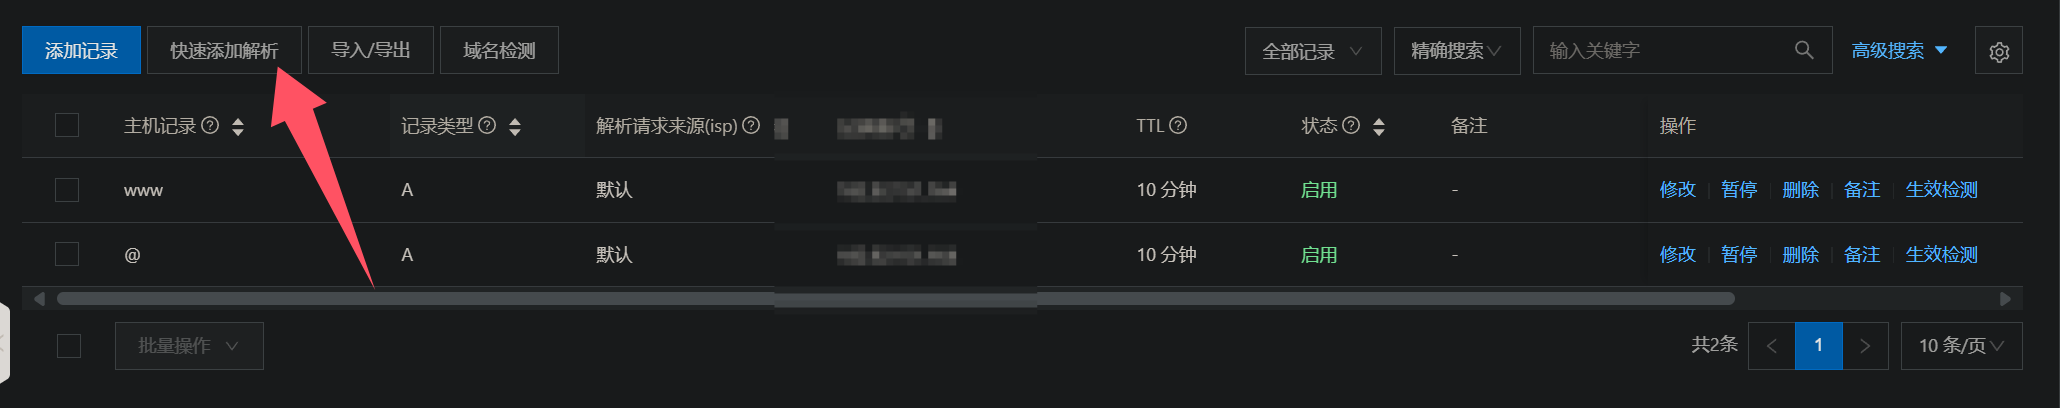 添加记录 快速添加解析 导入/导出 域名检测 全部记录 精确搜索 输入关键字 高级搜索
主机记录 记录类型 解析请求来源(isp) TTL 状态 备注 操作
www A 默认 10 分钟 启用 - 修改 暂停 删除 备注 生效检测
@ A 默认 10 分钟 启用 - 修改 暂停 删除 备注 生效检测
批量操作 共2条 1 10 条/页